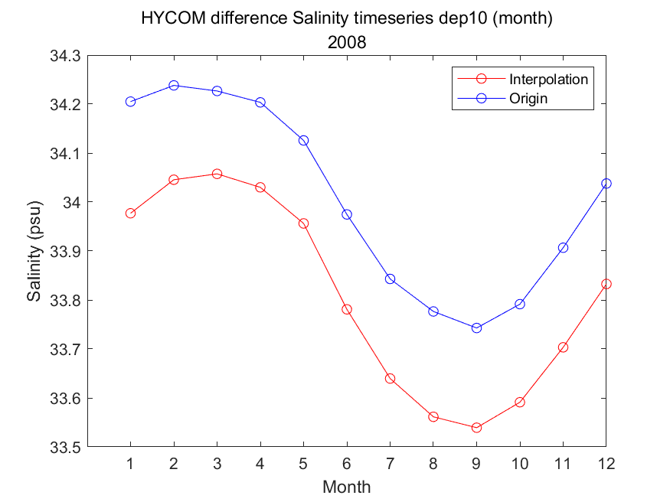 HYCOM difference Salinity timeseries dep10 (month)
2008
Interpolation
Origin
Salinity (psu)
34.3
34.2
34.1
34
33.9
33.8
33.7
33.6
33.5
1 2 3 4 5 6 7 8 9 10 11 12
Month